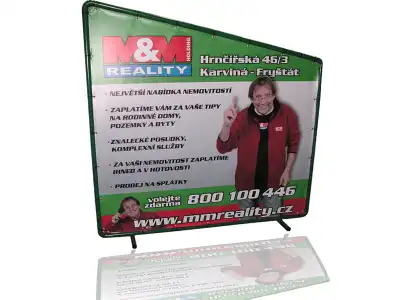 M&M
HOLDING
REALITY
Hrnčířská 46/3
Karviná - Fryštát
- NEJVĚTŠÍ NABÍDKA NEMOVITOSTÍ
- ZAPLATÍME VÁM ZA VAŠE TIPY
NA RODINNÉ DOMY,
POZEMKY A BYTY
- ZNALECKÉ POSUDKY,
KOMPLEXNÍ SLUŽBY
- ZA VAŠI NEMOVITOST ZAPLATÍME
IHNED A V HOTOVOSTI
- PRODEJ NA SPLÁTKY
volejte
zdarma 800 100 446
www.mmreality.cz